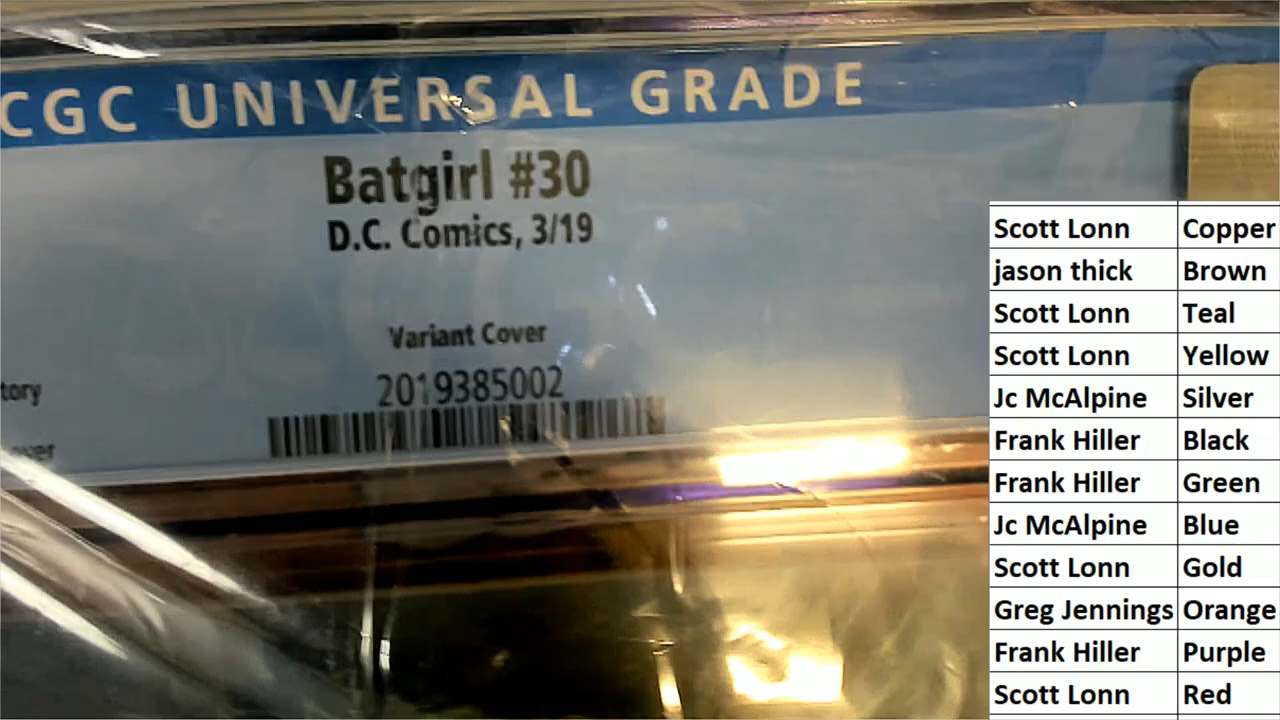 CGC UNIVERSAL GRADE
Batgirl #30
D.C. Comics, 3/19
Variant Cover
2019385002
tory
Scott Lonn Copper
jason thick Brown
Scott Lonn Teal
Scott Lonn Yellow
Jc McAlpine Silver
Frank Hiller Black
Frank Hiller Green
Jc McAlpine Blue
Scott Lonn Gold
Greg Jennings Orange
Frank Hiller Purple
Scott Lonn Red